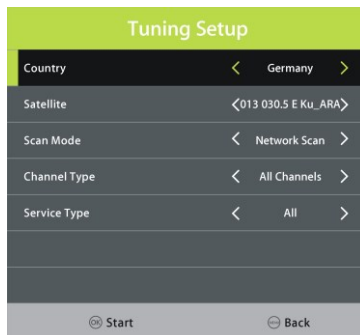 Tuning Setup
Country < Germany >
Satellite <013 030.5 E Ku_ARA>
Scan Mode < Network Scan >
Channel Type < All Channels >
Service Type < All >
OK Start
Back